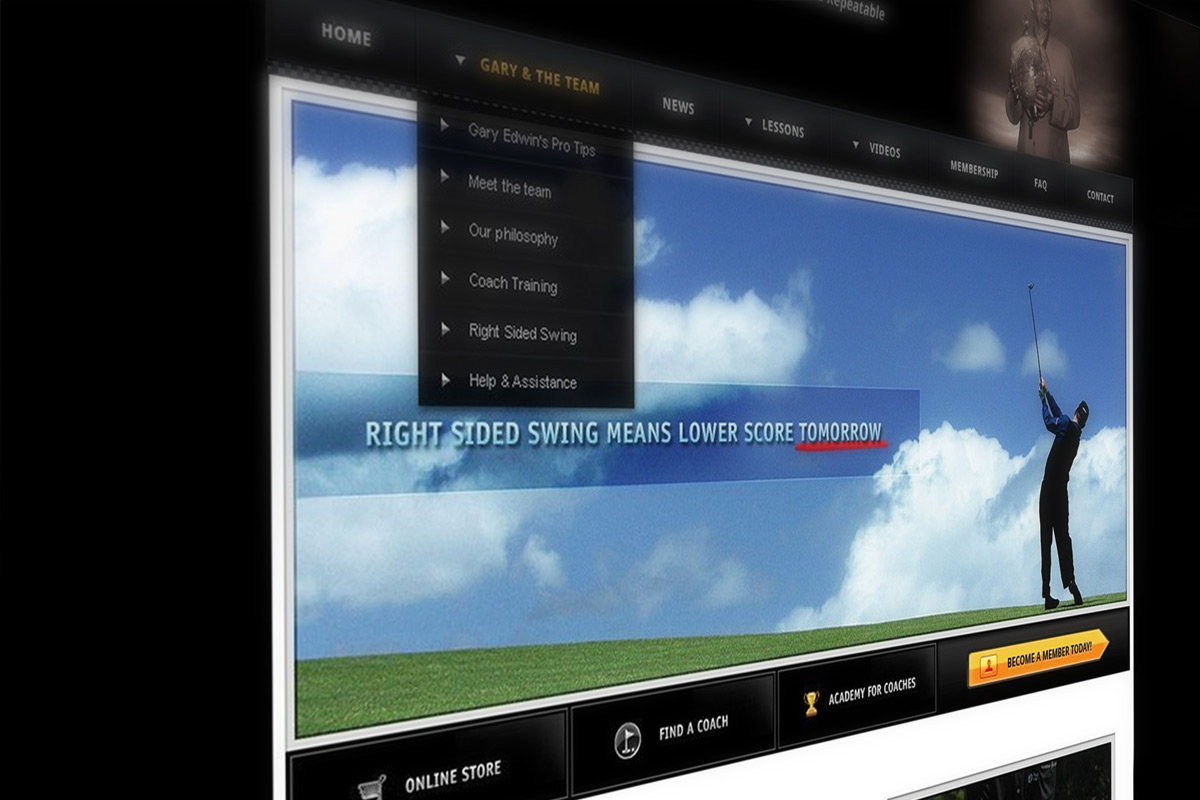 Repeatable
HOME
GARY & THE TEAM
NEWS
LESSONS
VIDEOS
MEMBERSHIP
FAQ
CONTACT
Gary Edwin's Pro Tips
Meet the team
Our philosophy
Coach Training
Right Sided Swing
Help & Assistance
RIGHT SIDED SWING MEANS LOWER SCORE TOMORROW
BECOME A MEMBER TODAY!
ACADEMY FOR COACHES
FIND A COACH
ONLINE STORE